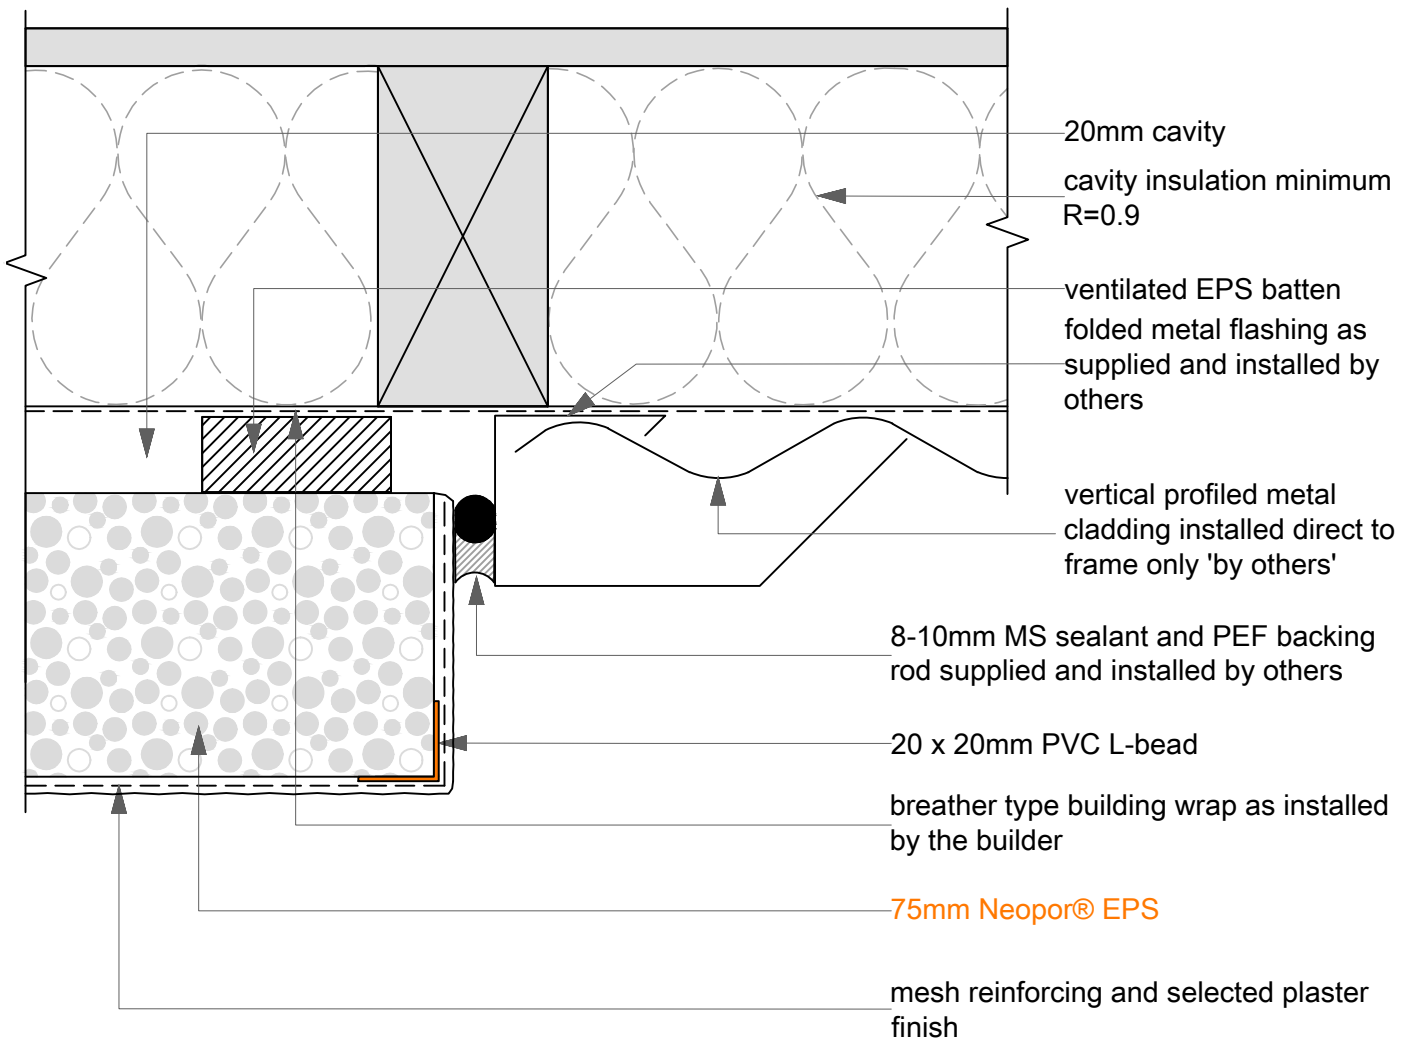 20mm cavity
cavity insulation minimum
R=0.9
ventilated EPS batten
folded metal flashing as
supplied and installed by
others
vertical profiled metal
cladding installed direct to
frame only 'by others'
8-10mm MS sealant and PEF backing
rod supplied and installed by others
20 x 20mm PVC L-bead
breather type building wrap as installed
by the builder
75mm Neopor® EPS
mesh reinforcing and selected plaster
finish